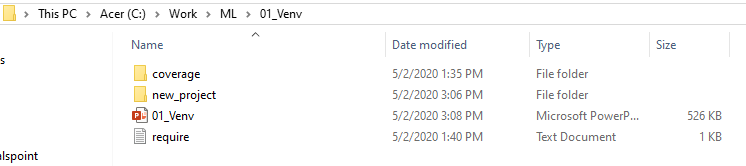 This PC > Acer (C:) > Work > ML > 01_Venv
Name Date modified Type Size
s
coverage 5/2/2020 1:35 PM File folder
new_project 5/2/2020 3:06 PM File folder
01_Venv 5/2/2020 3:08 PM Microsoft PowerP... 526 KB
require 5/2/2020 1:40 PM Text Document 1 KB
alspoint